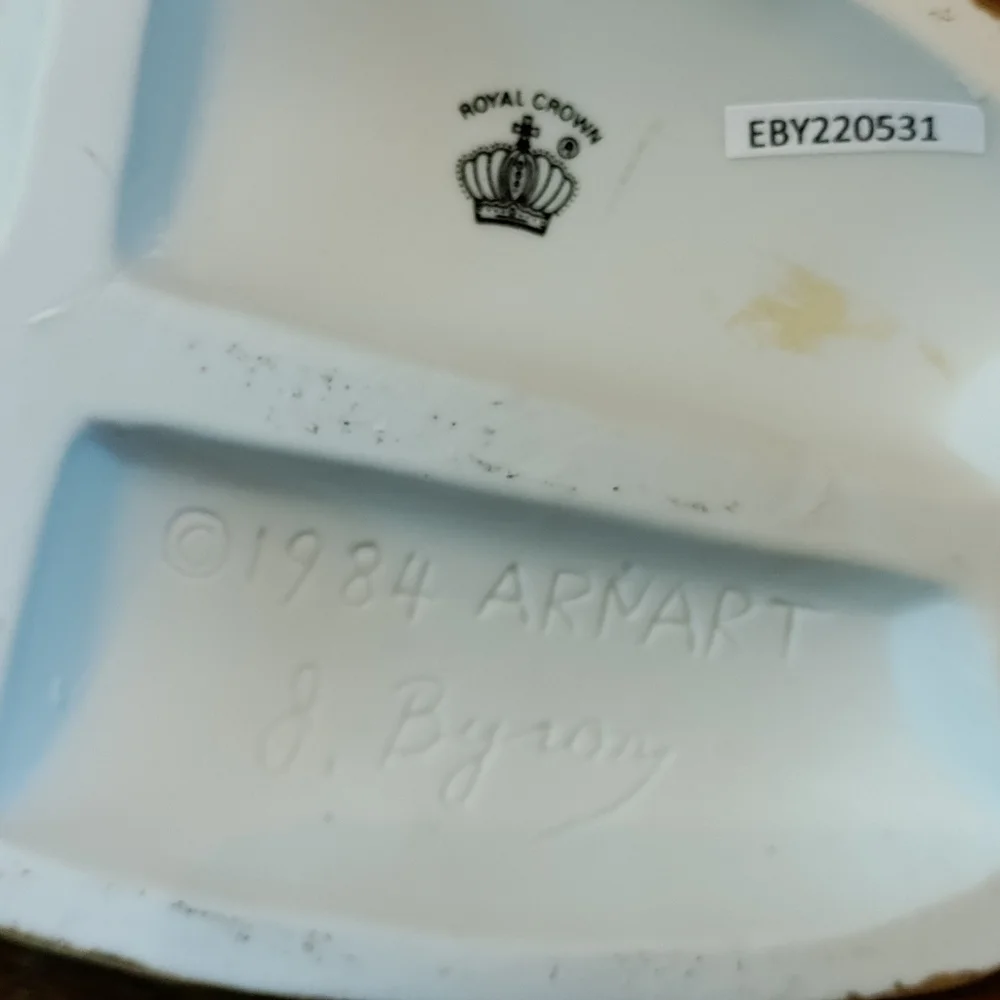 ROYAL CROWN ®
EBY220531
©1984 ARNART
J. Byron